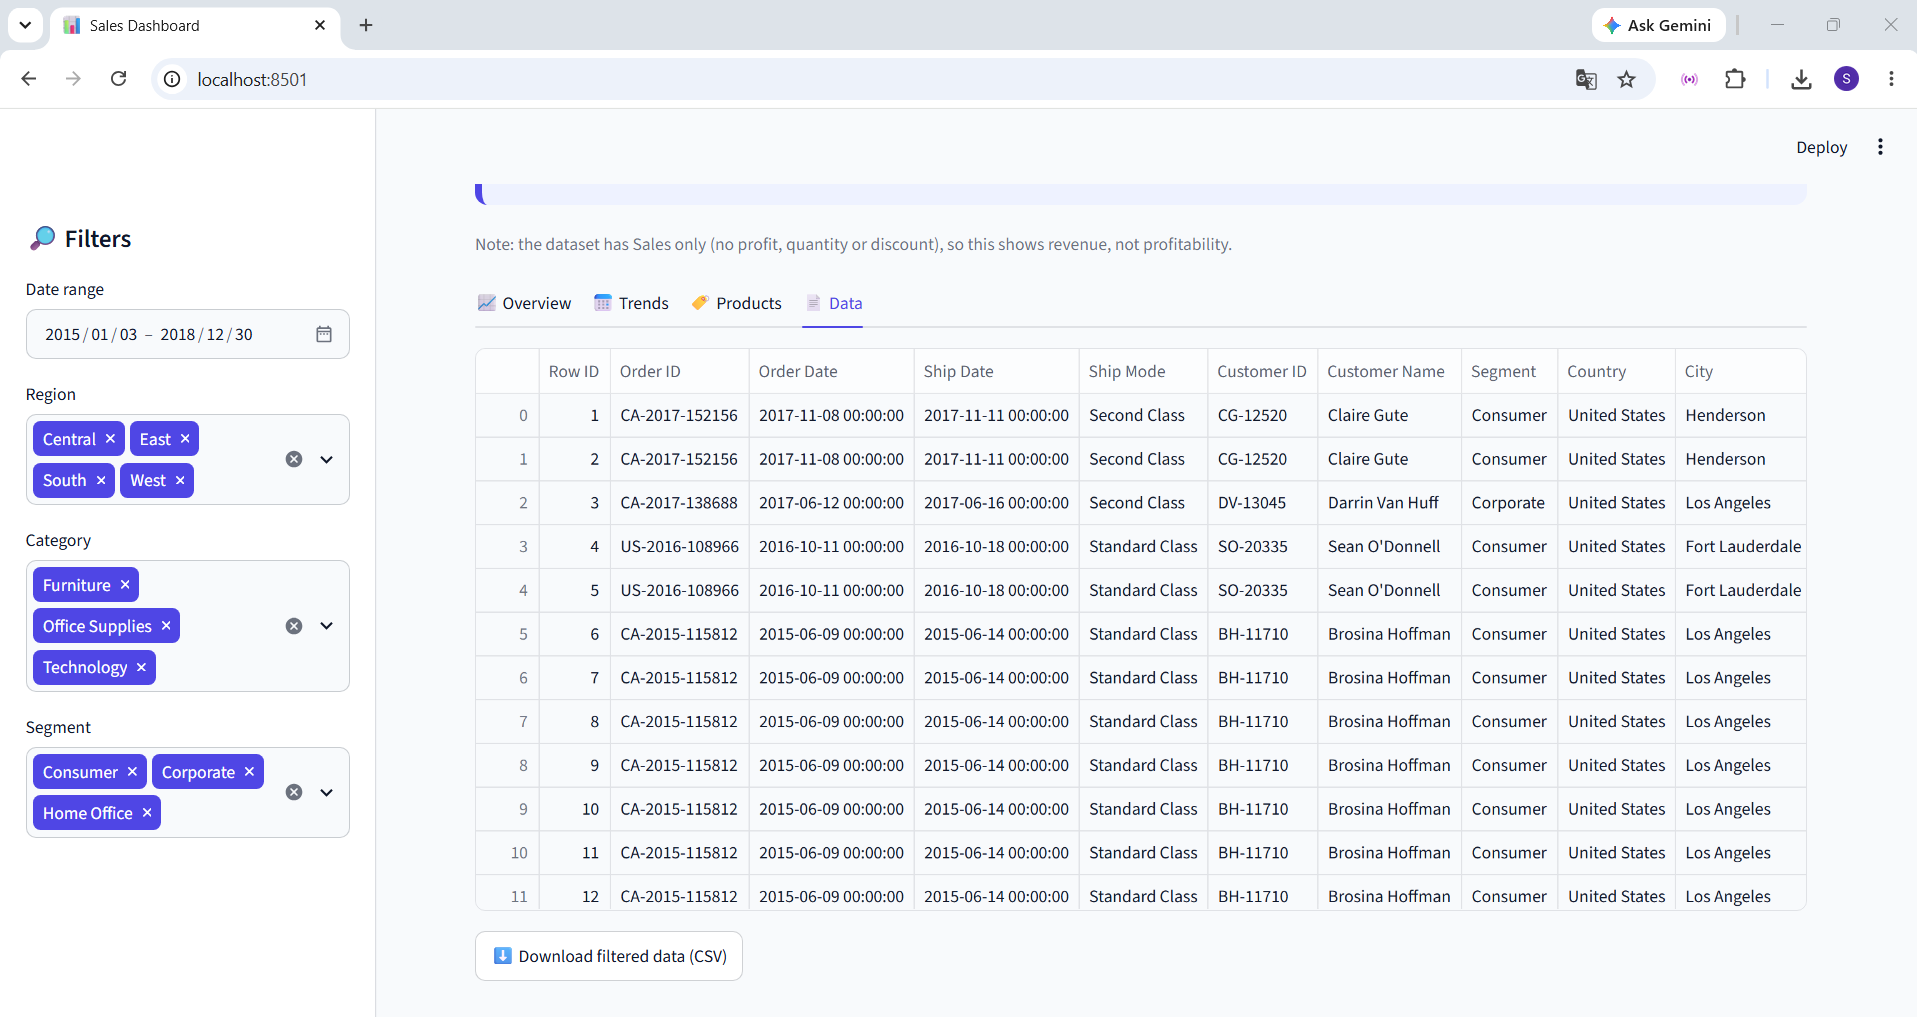 Sales Dashboard
Ask Gemini
localhost:8501
S
Deploy
🔎 Filters
Date range
2015/01/03 – 2018/12/30
Region
Central × East ×
South × West ×
Category
Furniture ×
Office Supplies ×
Technology ×
Segment
Consumer × Corporate ×
Home Office ×
Note: the dataset has Sales only (no profit, quantity or discount), so this shows revenue, not profitability.
Overview Trends Products Data
Row ID Order ID Order Date Ship Date Ship Mode Customer ID Customer Name Segment Country City
0 1 CA-2017-152156 2017-11-08 00:00:00 2017-11-11 00:00:00 Second Class CG-12520 Claire Gute Consumer United States Henderson
1 2 CA-2017-152156 2017-11-08 00:00:00 2017-11-11 00:00:00 Second Class CG-12520 Claire Gute Consumer United States Henderson
2 3 CA-2017-138688 2017-06-12 00:00:00 2017-06-16 00:00:00 Second Class DV-13045 Darrin Van Huff Corporate United States Los Angeles
3 4 US-2016-108966 2016-10-11 00:00:00 2016-10-18 00:00:00 Standard Class SO-20335 Sean O'Donnell Consumer United States Fort Lauderdale
4 5 US-2016-108966 2016-10-11 00:00:00 2016-10-18 00:00:00 Standard Class SO-20335 Sean O'Donnell Consumer United States Fort Lauderdale
5 6 CA-2015-115812 2015-06-09 00:00:00 2015-06-14 00:00:00 Standard Class BH-11710 Brosina Hoffman Consumer United States Los Angeles
6 7 CA-2015-115812 2015-06-09 00:00:00 2015-06-14 00:00:00 Standard Class BH-11710 Brosina Hoffman Consumer United States Los Angeles
7 8 CA-2015-115812 2015-06-09 00:00:00 2015-06-14 00:00:00 Standard Class BH-11710 Brosina Hoffman Consumer United States Los Angeles
8 9 CA-2015-115812 2015-06-09 00:00:00 2015-06-14 00:00:00 Standard Class BH-11710 Brosina Hoffman Consumer United States Los Angeles
9 10 CA-2015-115812 2015-06-09 00:00:00 2015-06-14 00:00:00 Standard Class BH-11710 Brosina Hoffman Consumer United States Los Angeles
10 11 CA-2015-115812 2015-06-09 00:00:00 2015-06-14 00:00:00 Standard Class BH-11710 Brosina Hoffman Consumer United States Los Angeles
11 12 CA-2015-115812 2015-06-09 00:00:00 2015-06-14 00:00:00 Standard Class BH-11710 Brosina Hoffman Consumer United States Los Angeles
Download filtered data (CSV)